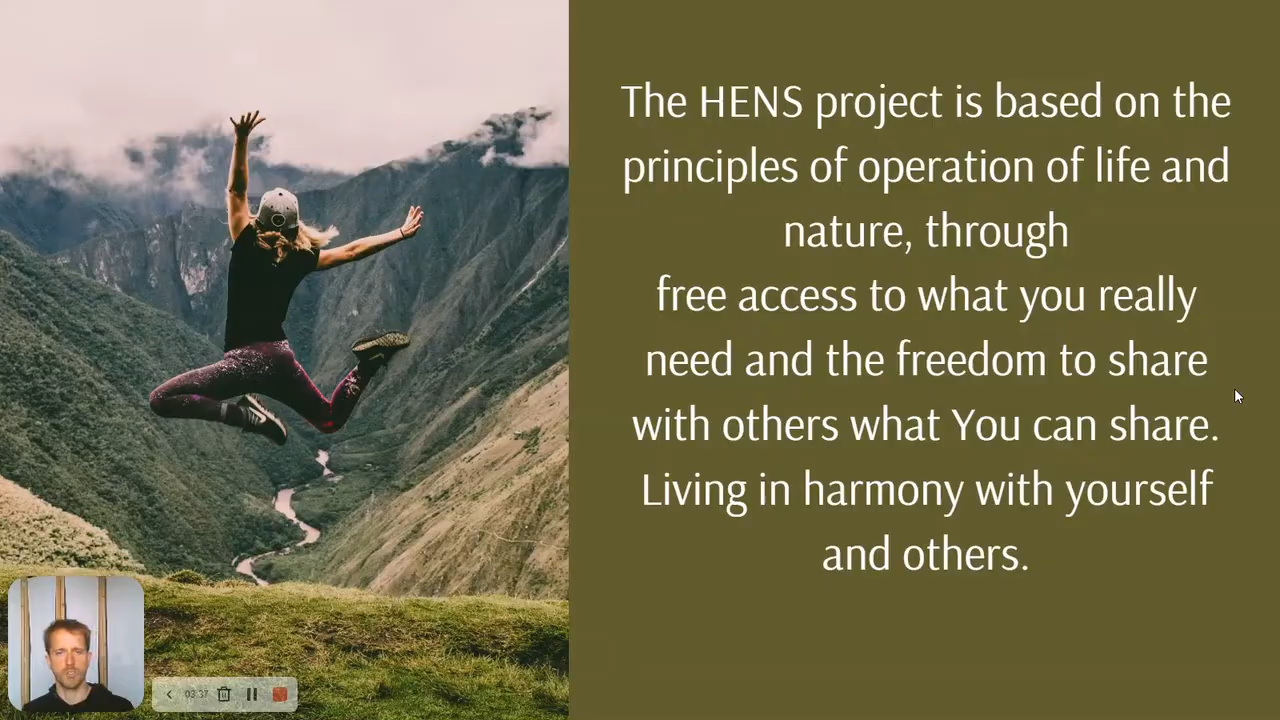 The HENS project is based on the
principles of operation of life and
nature, through
free access to what you really
need and the freedom to share
with others what You can share.
Living in harmony with yourself
and others.
03:37